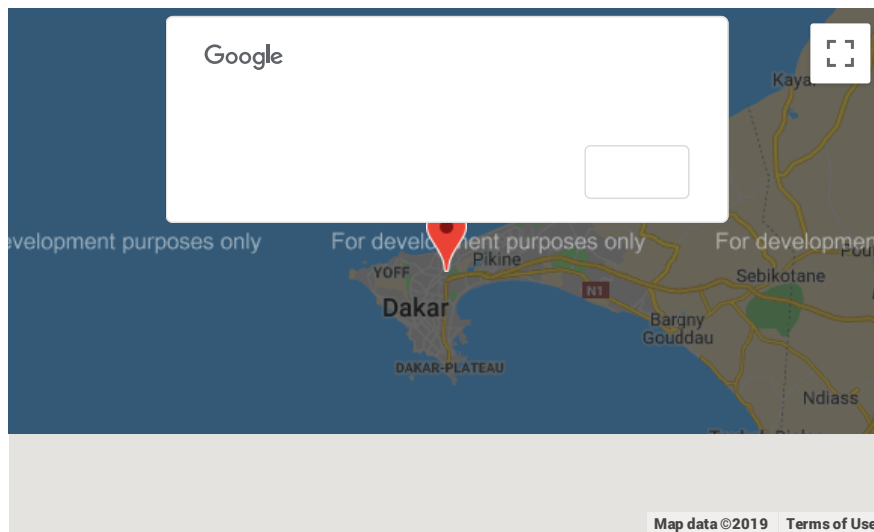 Google
Kayar
evelopment purposes only
For development purposes only
For developmen
YOFF
Pikine
Sebikotane
N1
Dakar
Bargny
Gouddau
DAKAR-PLATEAU
Ndiass
Map data ©2019
Terms of Use